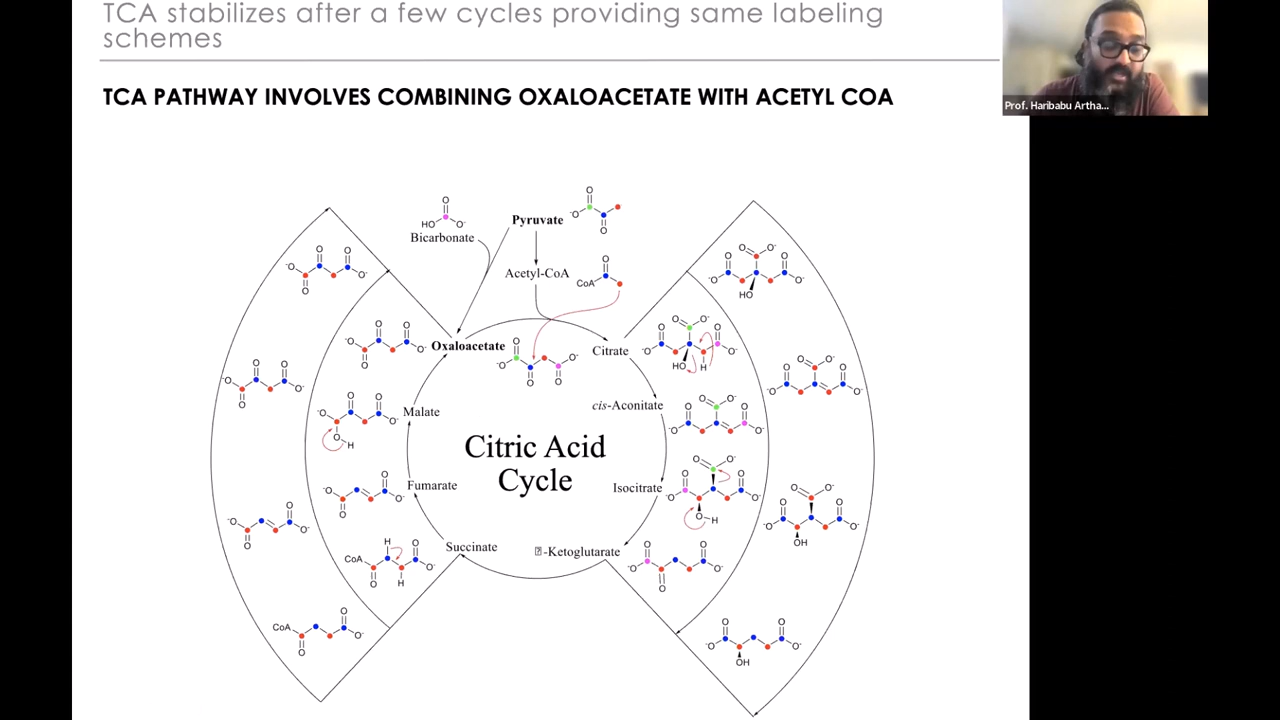 TCA stabilizes after a few cycles providing same labeling
schemes
TCA PATHWAY INVOLVES COMBINING OXALOACETATE WITH ACETYL COA
Prof. Haribabu Artha...
Pyruvate
Bicarbonate
Acetyl-CoA
CoA
Oxaloacetate
Citrate
cis-Aconitate
Malate
Citric Acid
Cycle
Fumarate
Isocitrate
Succinate
-Ketoglutarate
CoA
CoA